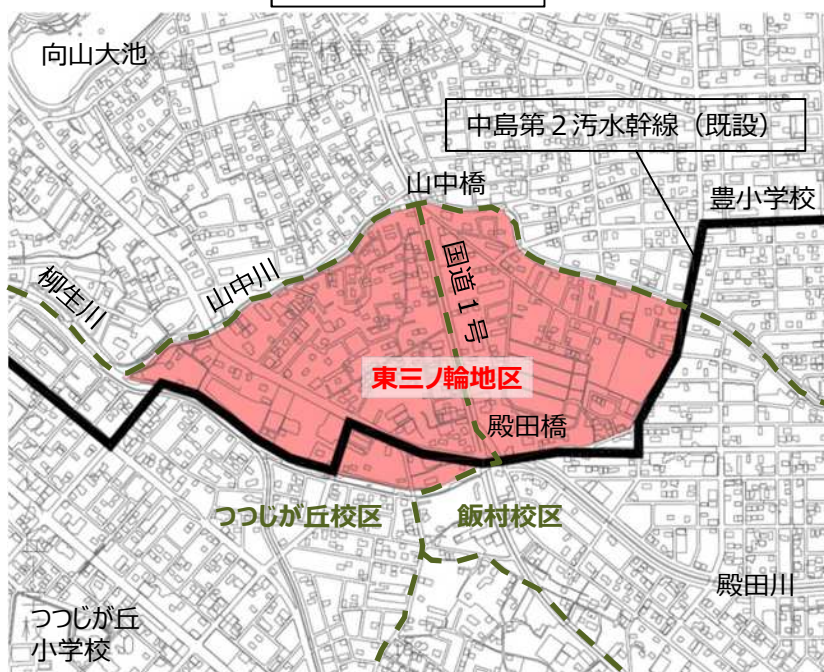 向山大池
中島第２汚水幹線（既設）
山中橋
豊小学校
国道１号
山中川
柳生川
東三ノ輪地区
殿田橋
つつじが丘校区
飯村校区
殿田川
つつじが丘
小学校